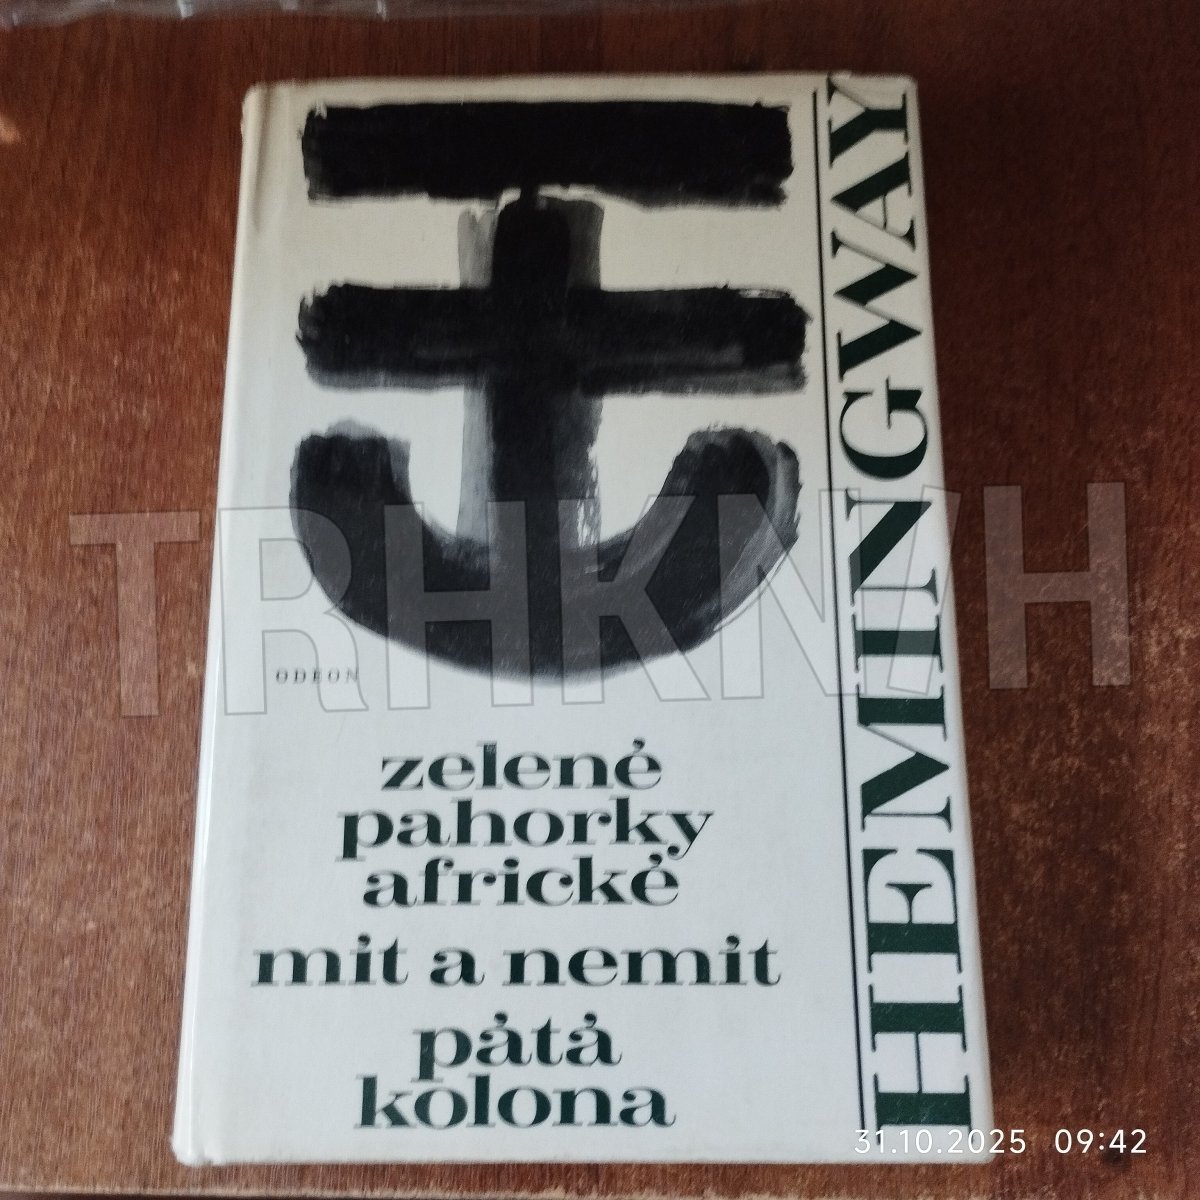 HEMINGWAY
ODEON
zelené
pahorky
africké
mít a nemít
pátá
kolona
TRHKNIH
31.10.2025 09:42